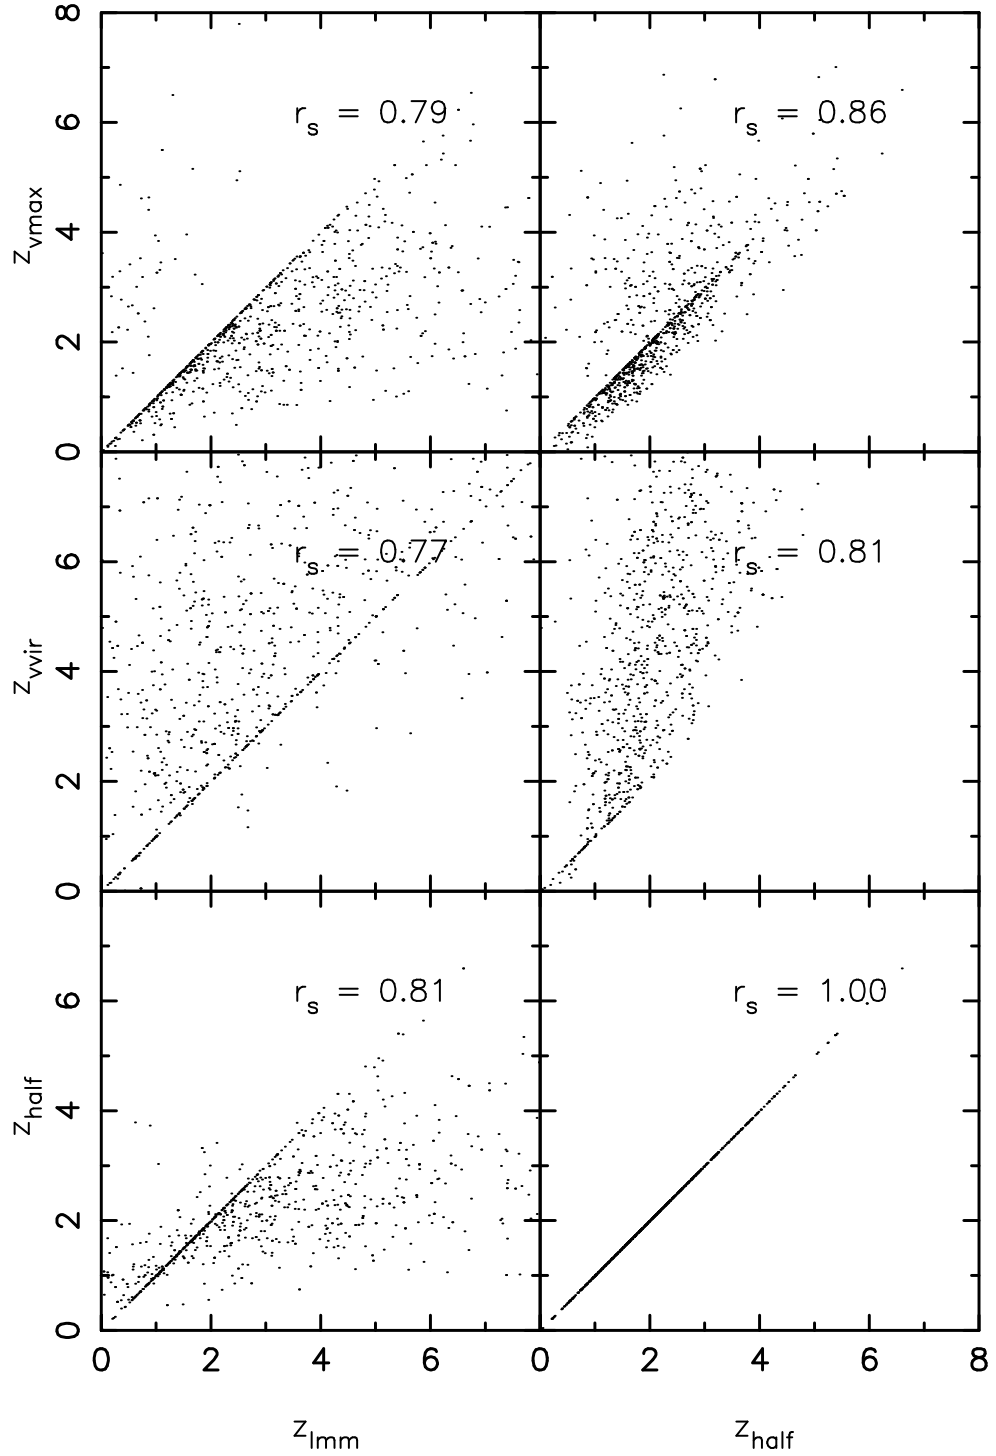 8
6
4
2
0
z_vmax
r_s = 0.79
r_s = 0.86
6
4
2
0
z_vvir
r_s = 0.77
r_s = 0.81
6
4
2
0
z_half
r_s = 0.81
r_s = 1.00
0 2 4 6 0 2 4 6 8
z_lmm z_half